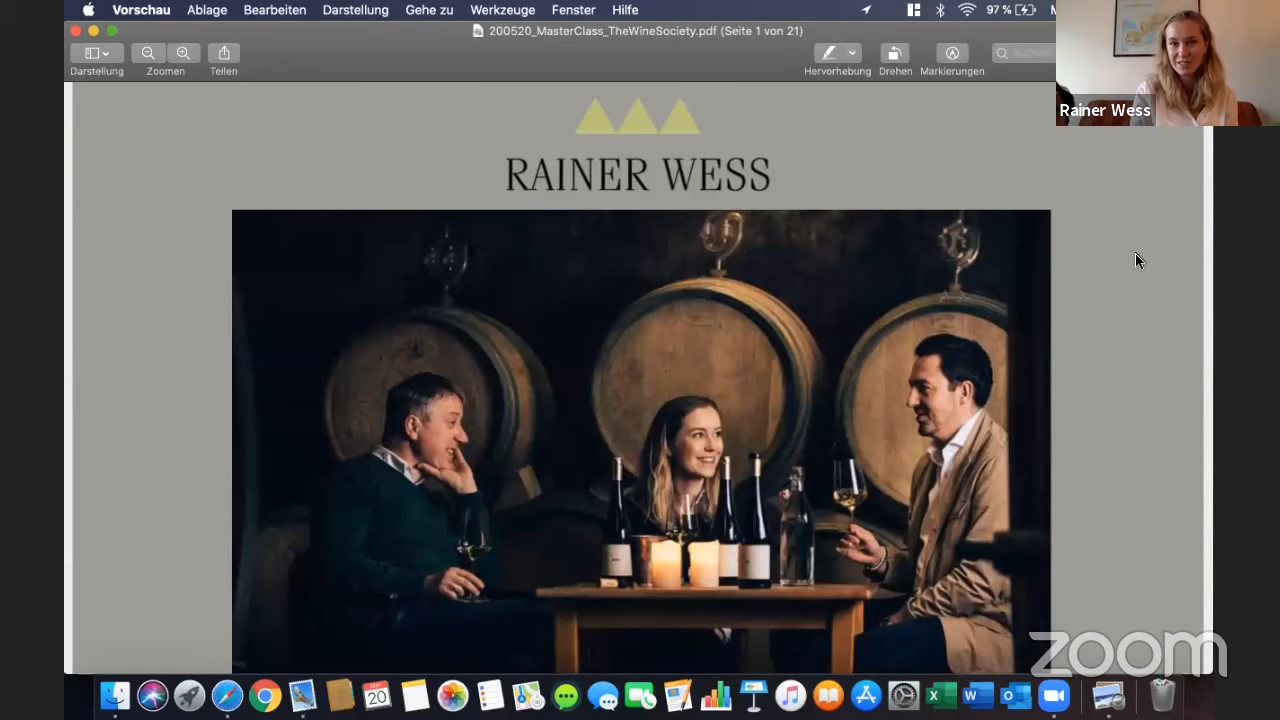 Vorschau Ablage Bearbeiten Darstellung Gehe zu Werkzeuge Fenster Hilfe 97 %
200520_MasterClass_TheWineSociety.pdf (Seite 1 von 21)
Darstellung Zoomen Teilen Hervorhebung Drehen Markierungen Suchen
Rainer Wess
RAINER WESS
zoom
20